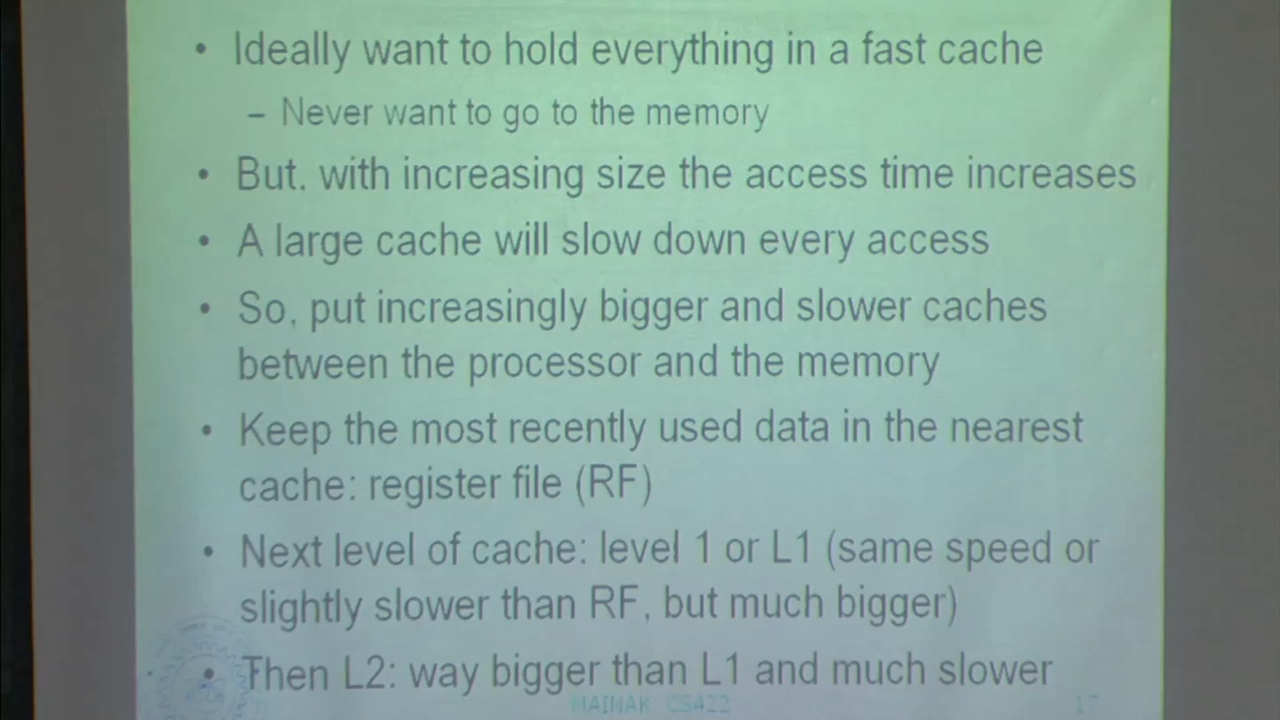 • Ideally want to hold everything in a fast cache
– Never want to go to the memory
• But, with increasing size the access time increases
• A large cache will slow down every access
• So, put increasingly bigger and slower caches
between the processor and the memory
• Keep the most recently used data in the nearest
cache: register file (RF)
• Next level of cache: level 1 or L1 (same speed or
slightly slower than RF, but much bigger)
• Then L2: way bigger than L1 and much slower
MAINAK CS422 17